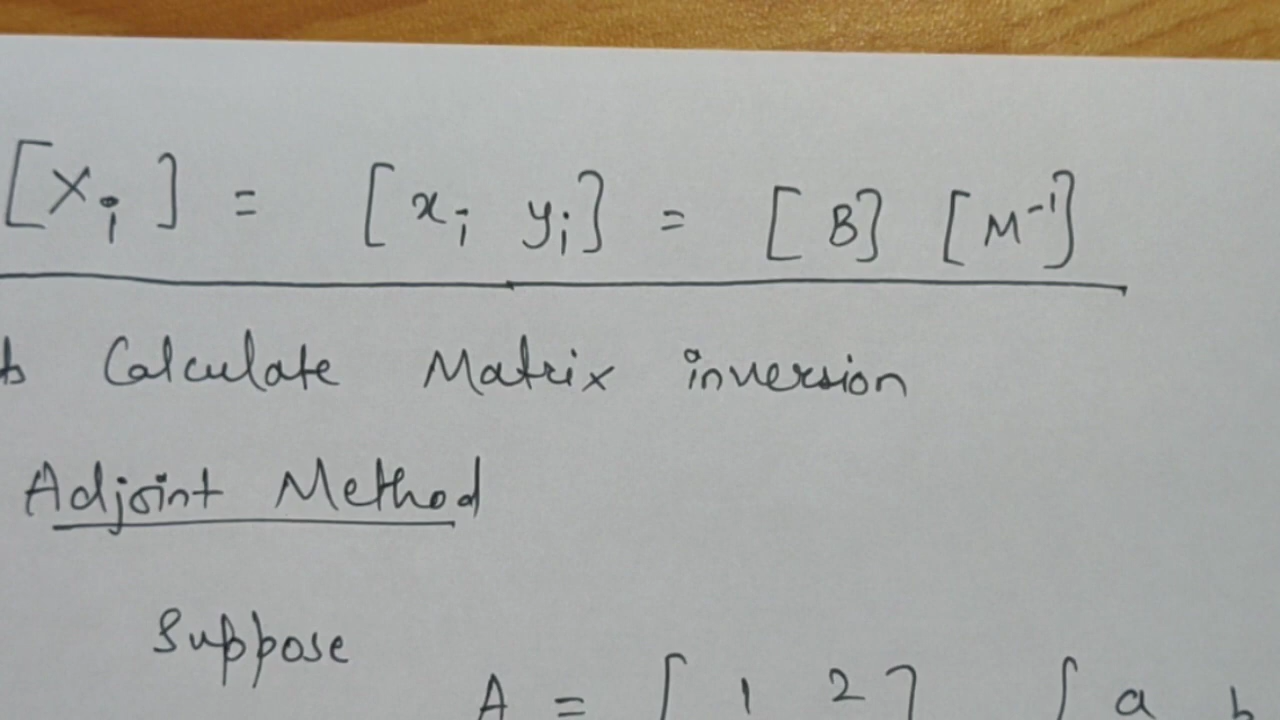 [X_i] = [x_i y_i] = [B] [M^-1]
Calculate Matrix inversion
Adjoint Method
Suppose
A = [1 2] [a b